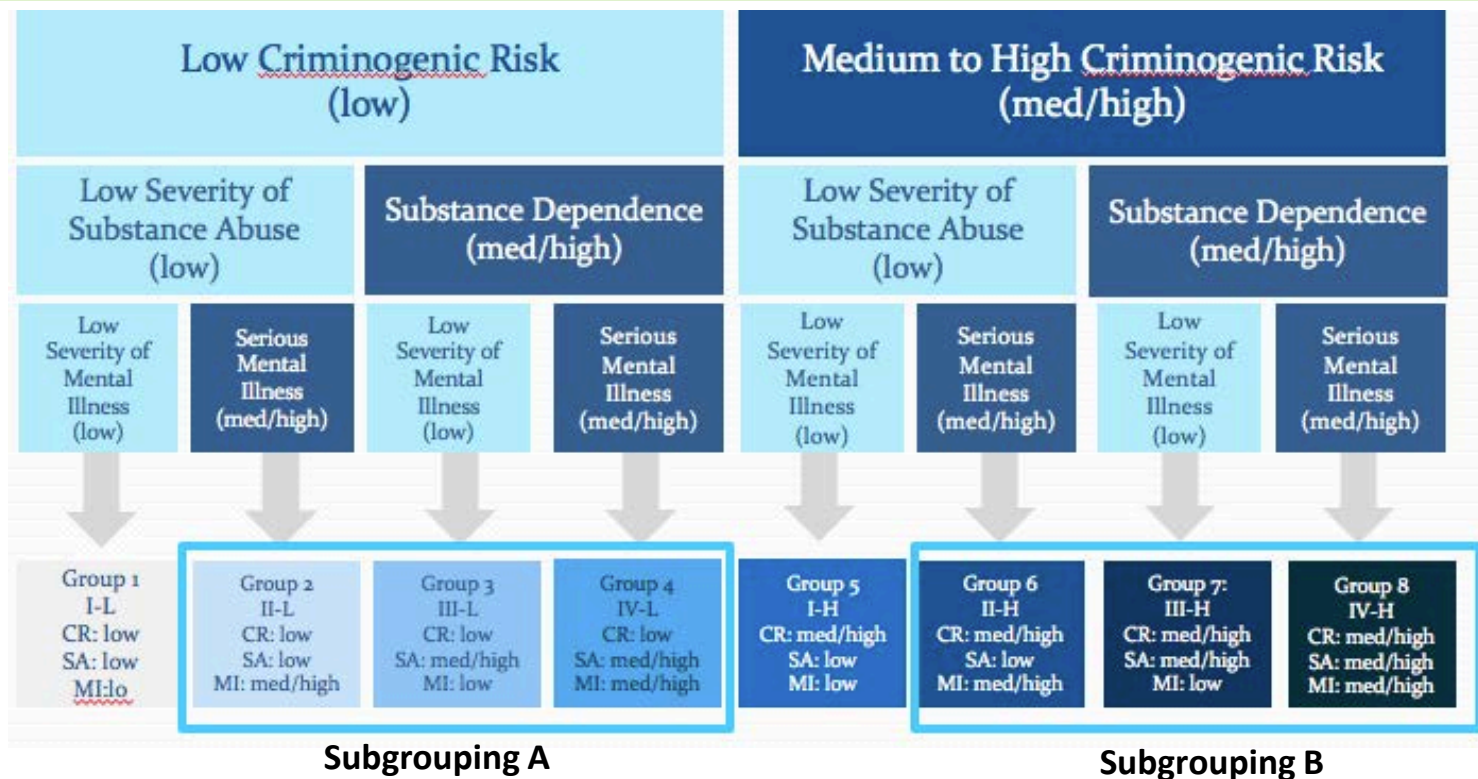 Low Criminogenic Risk
(low)
Medium to High Criminogenic Risk
(med/high)
Low Severity of
Substance Abuse
(low)
Substance Dependence
(med/high)
Low Severity of
Substance Abuse
(low)
Substance Dependence
(med/high)
Low
Severity of
Mental
Illness
(low)
Serious
Mental
Illness
(med/high)
Low
Severity of
Mental
Illness
(low)
Serious
Mental
Illness
(med/high)
Low
Severity of
Mental
Illness
(low)
Serious
Mental
Illness
(med/high)
Low
Severity of
Mental
Illness
(low)
Serious
Mental
Illness
(med/high)
Group 1
I-L
CR: low
SA: low
MI:lo
Group 2
II-L
CR: low
SA: low
MI: med/high
Group 3
III-L
CR: low
SA: med/high
MI: low
Group 4
IV-L
CR: low
SA: med/high
MI: med/high
Group 5
I-H
CR: med/high
SA: low
MI: low
Group 6
II-H
CR: med/high
SA: low
MI: med/high
Group 7:
III-H
CR: med/high
SA: med/high
MI: low
Group 8
IV-H
CR: med/high
SA: med/high
MI: med/high
Subgrouping A
Subgrouping B